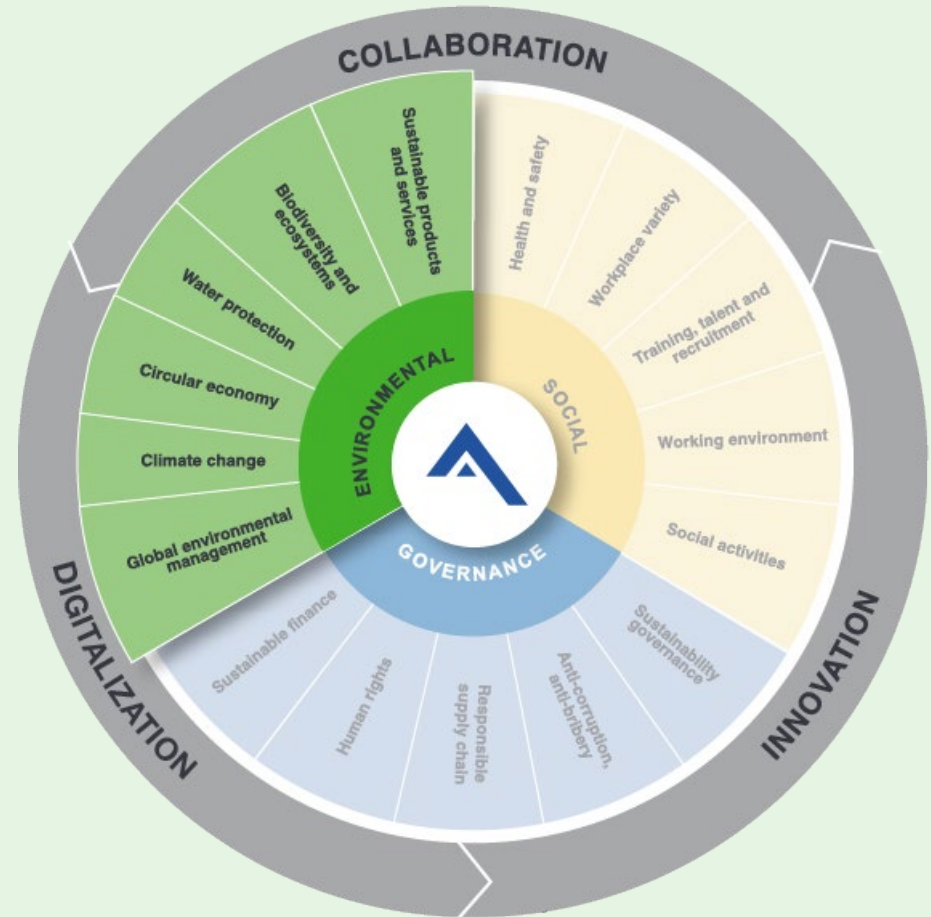 COLLABORATION
Sustainable products
and services
Biodiversity and
ecosystems
Water protection
Circular economy
Climate change
Global environmental
management
ENVIRONMENTAL
Health and safety
Workplace variety
Training, talent and
recruitment
Working environment
Social activities
SOCIAL
GOVERNANCE
Sustainability
governance
Anti-corruption,
anti-bribery
Responsible
supply chain
Human rights
Sustainable finance
DIGITALIZATION
INNOVATION